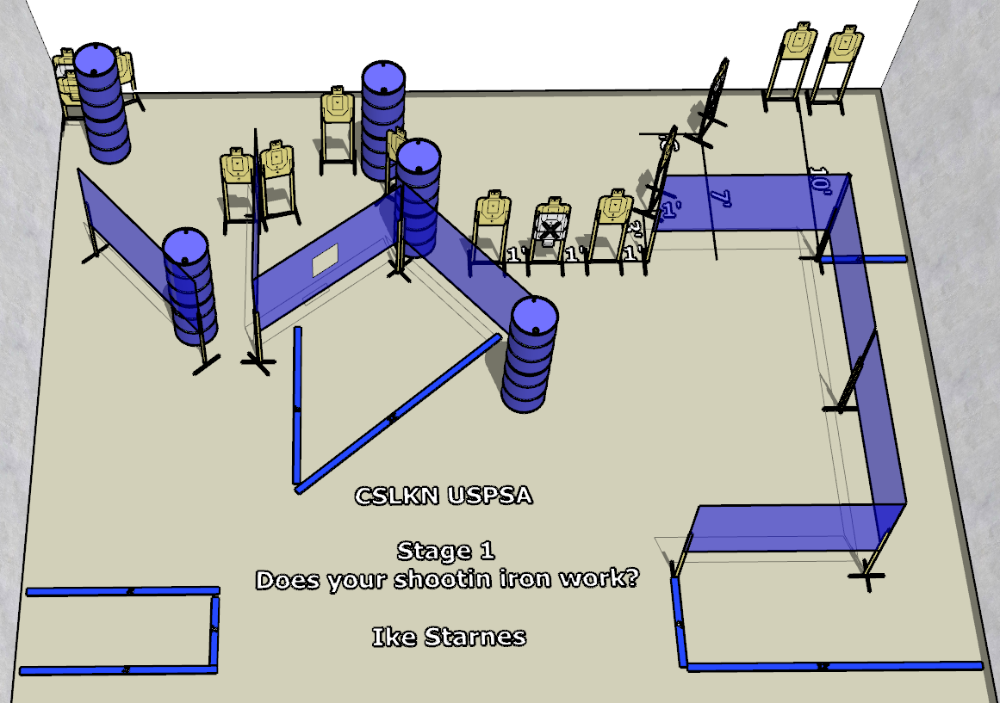 10'
7'
1'
2'
1'
1'
1'
CSLKN USPSA
Stage 1
Does your shootin iron work?
Ike Starnes